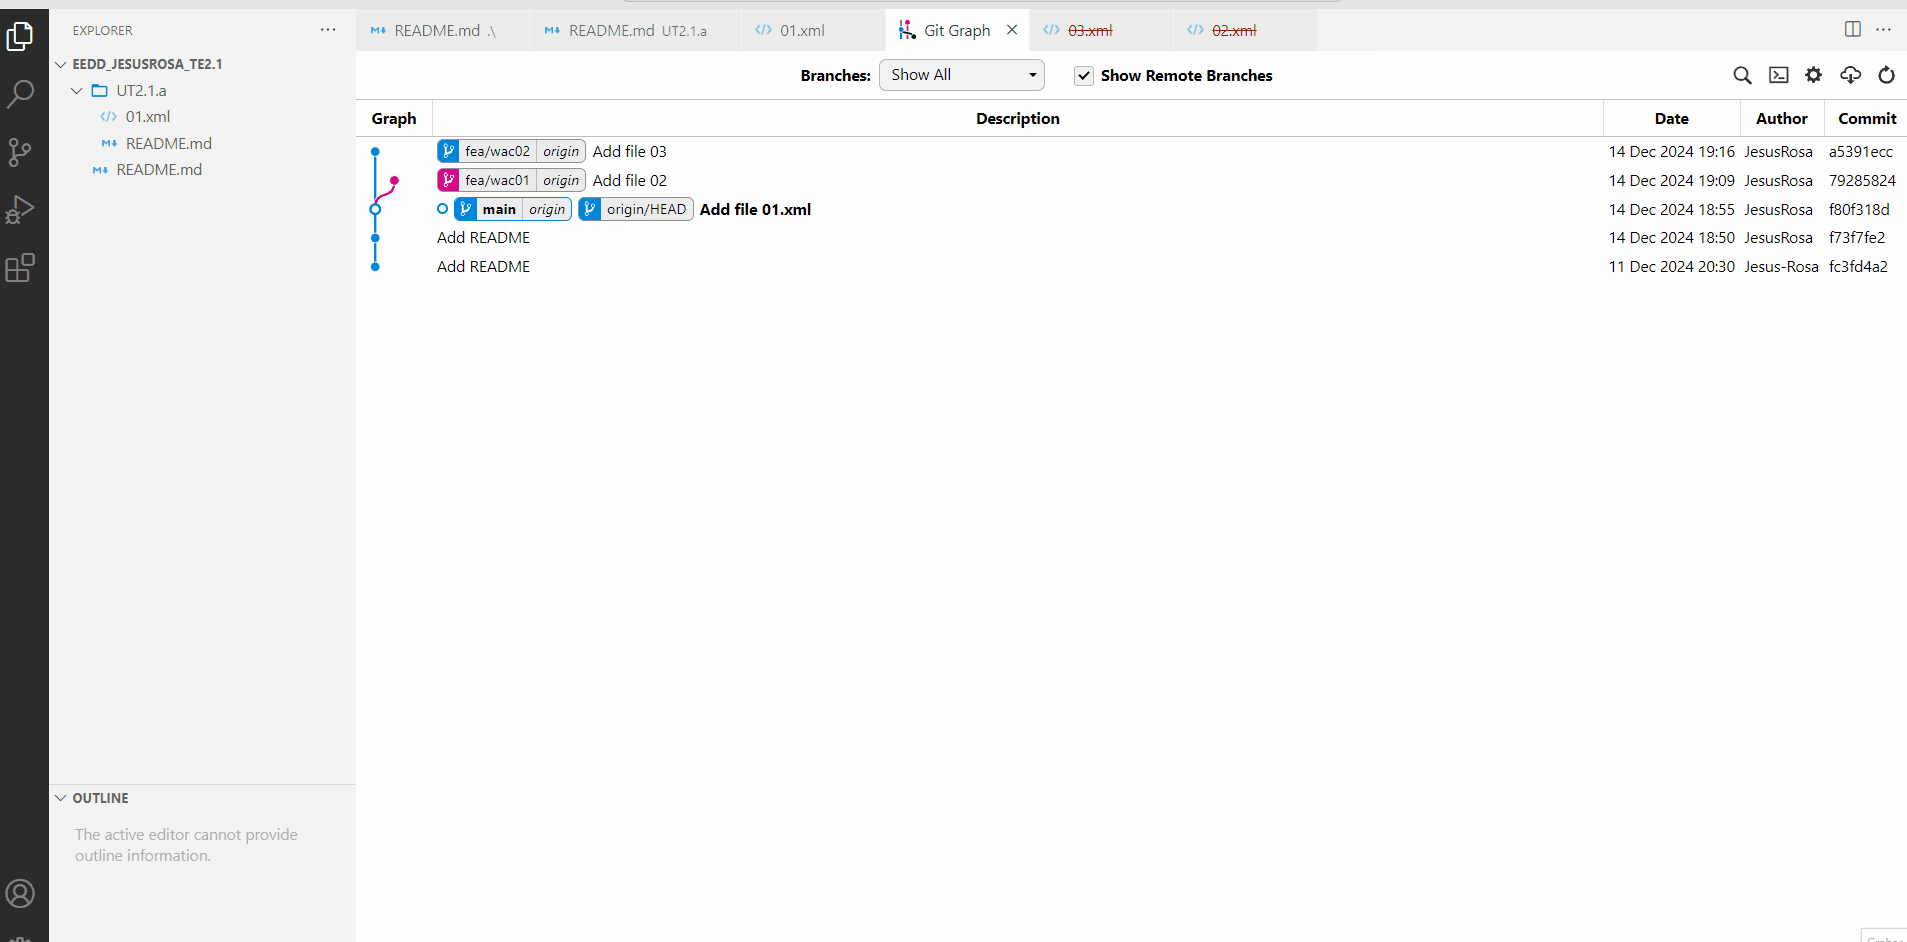 EXPLORER ···
EEDD_JESUSROSA_TE2.1
UT2.1.a
01.xml
README.md
README.md
OUTLINE
The active editor cannot provide
outline information.
README.md .\ README.md UT2.1.a 01.xml Git Graph 03.xml 02.xml
Branches: Show All Show Remote Branches
Graph Description Date Author Commit
fea/wac02 origin Add file 03 14 Dec 2024 19:16 JesusRosa a5391ecc
fea/wac01 origin Add file 02 14 Dec 2024 19:09 JesusRosa 79285824
main origin origin/HEAD Add file 01.xml 14 Dec 2024 18:55 JesusRosa f80f318d
Add README 14 Dec 2024 18:50 JesusRosa f73f7fe2
Add README 11 Dec 2024 20:30 Jesus-Rosa fc3fd4a2